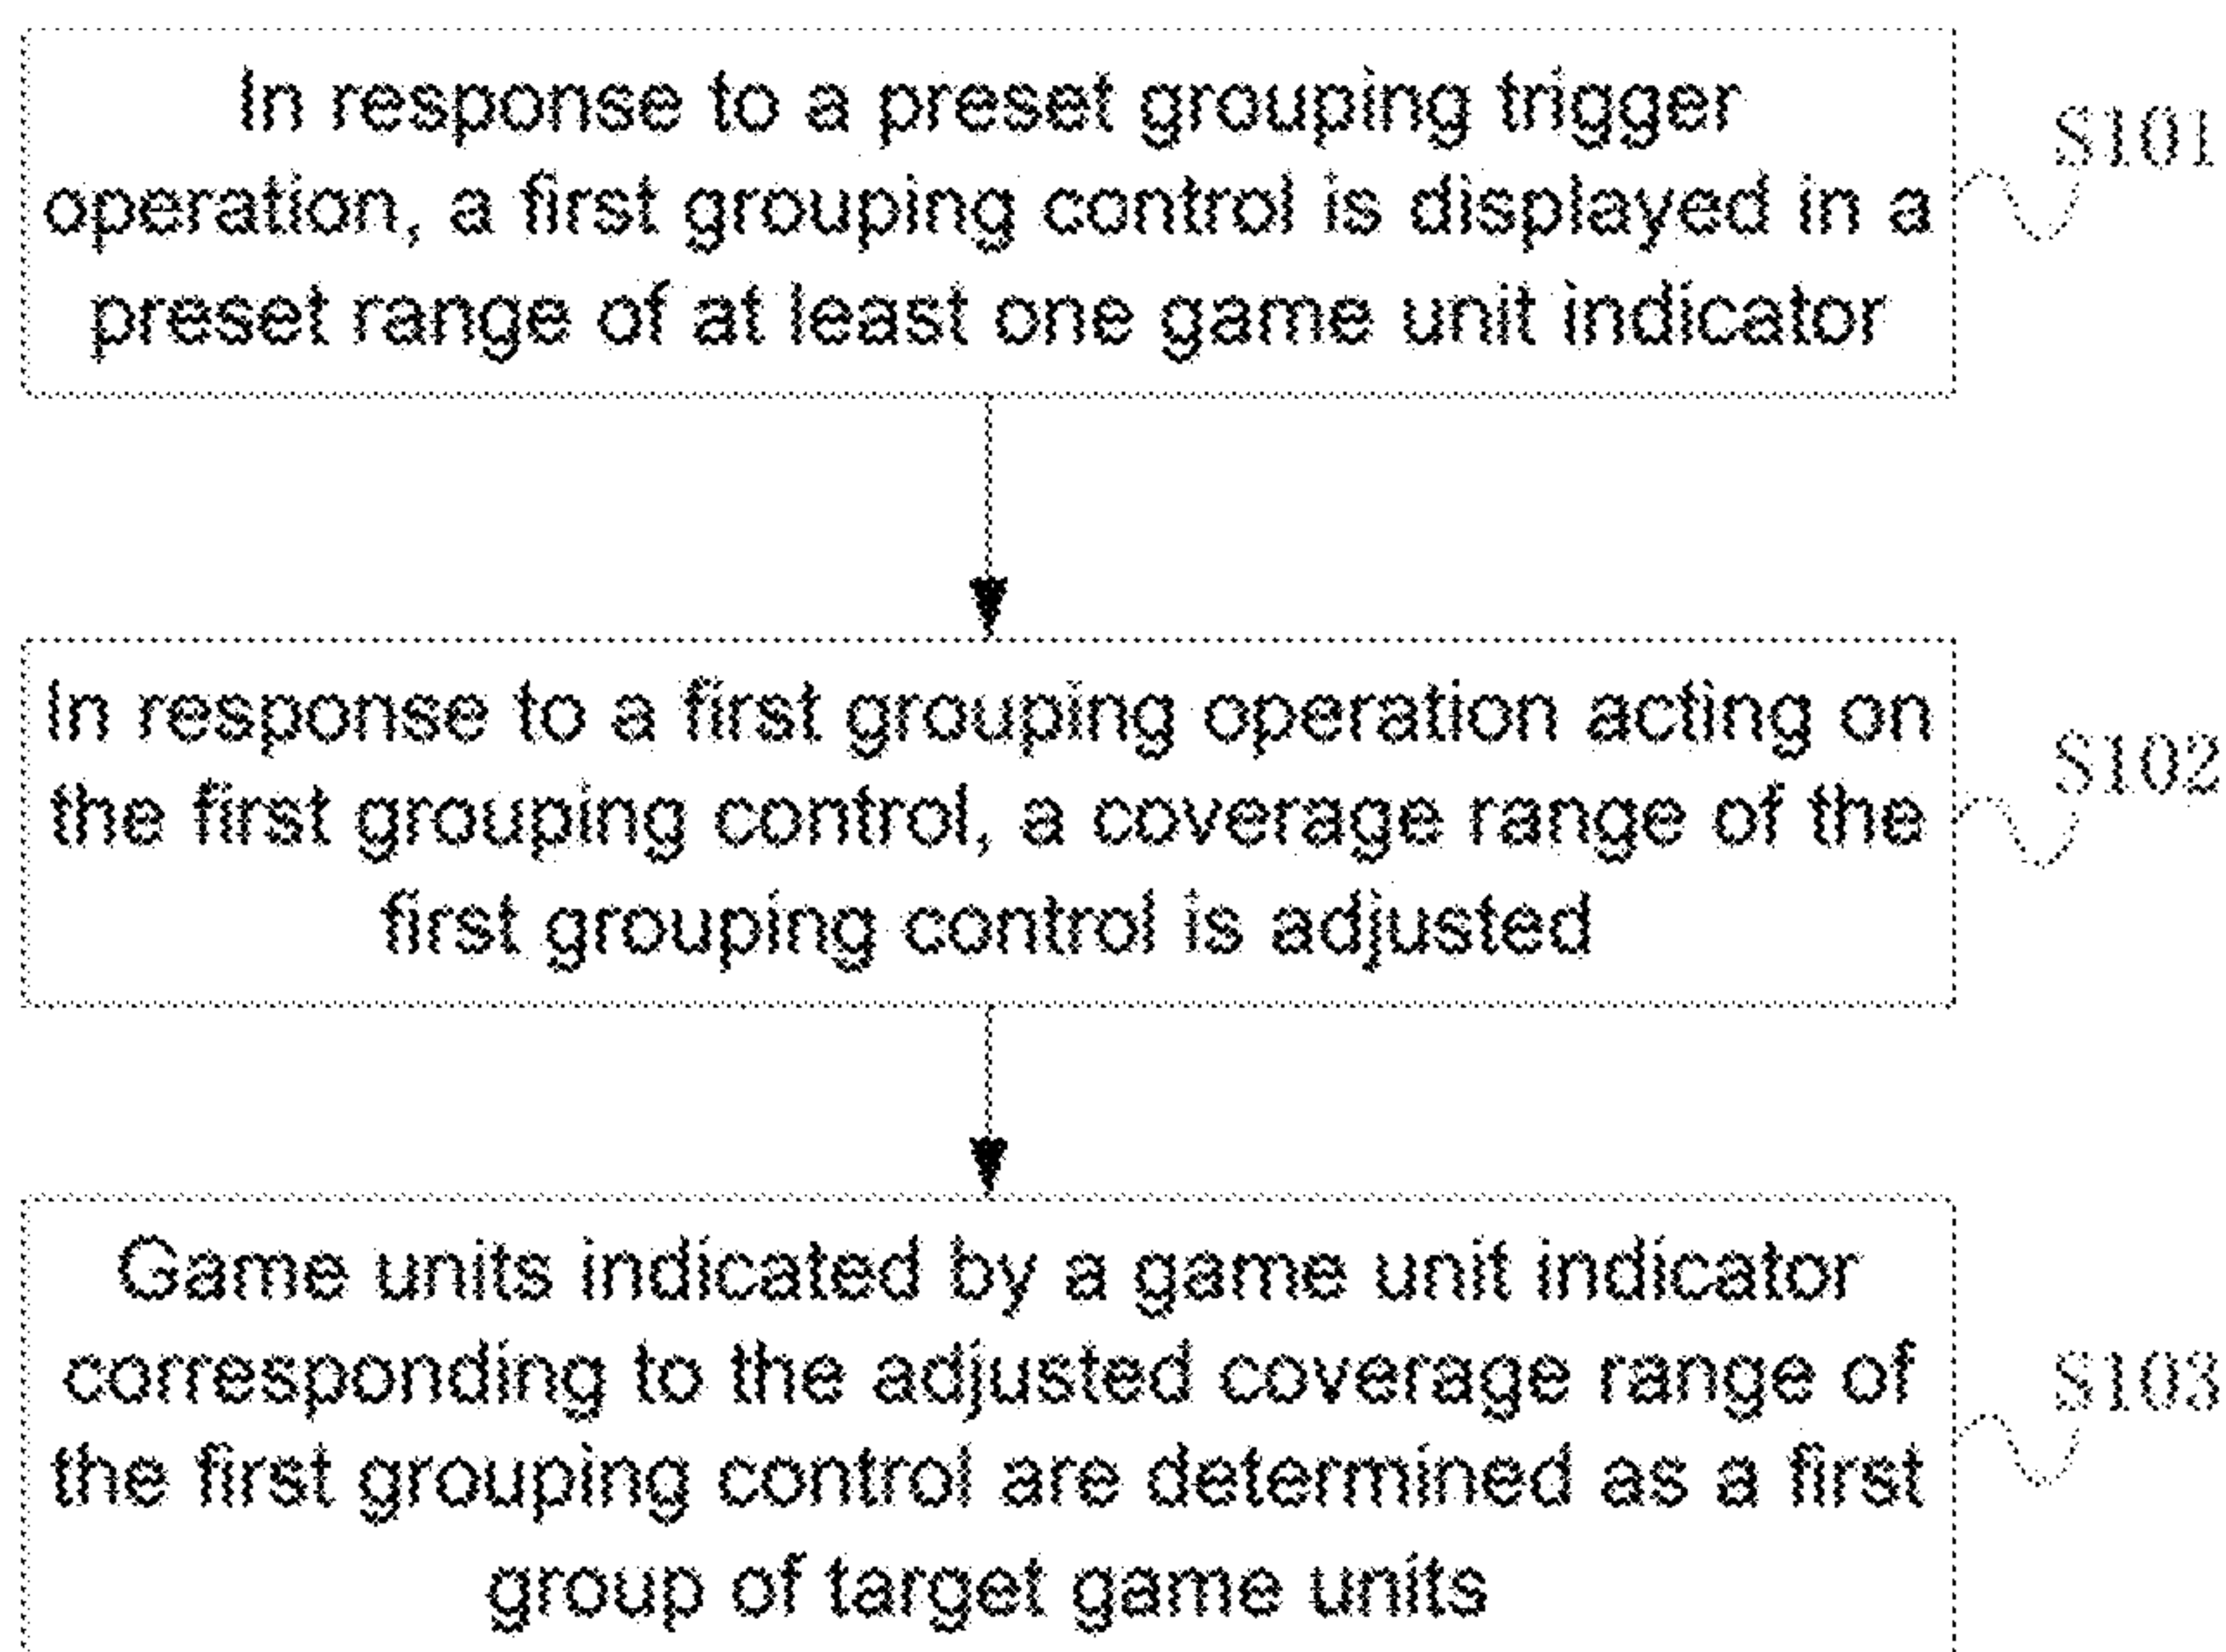 In response to a preset grouping trigger
operation, a first grouping control is displayed in a
preset range of at least one game unit indicator
S101
In response to a first grouping operation acting on
the first grouping control, a coverage range of the
first grouping control is adjusted
S102
Game units indicated by a game unit indicator
corresponding to the adjusted coverage range of
the first grouping control are determined as a first
group of target game units
S103